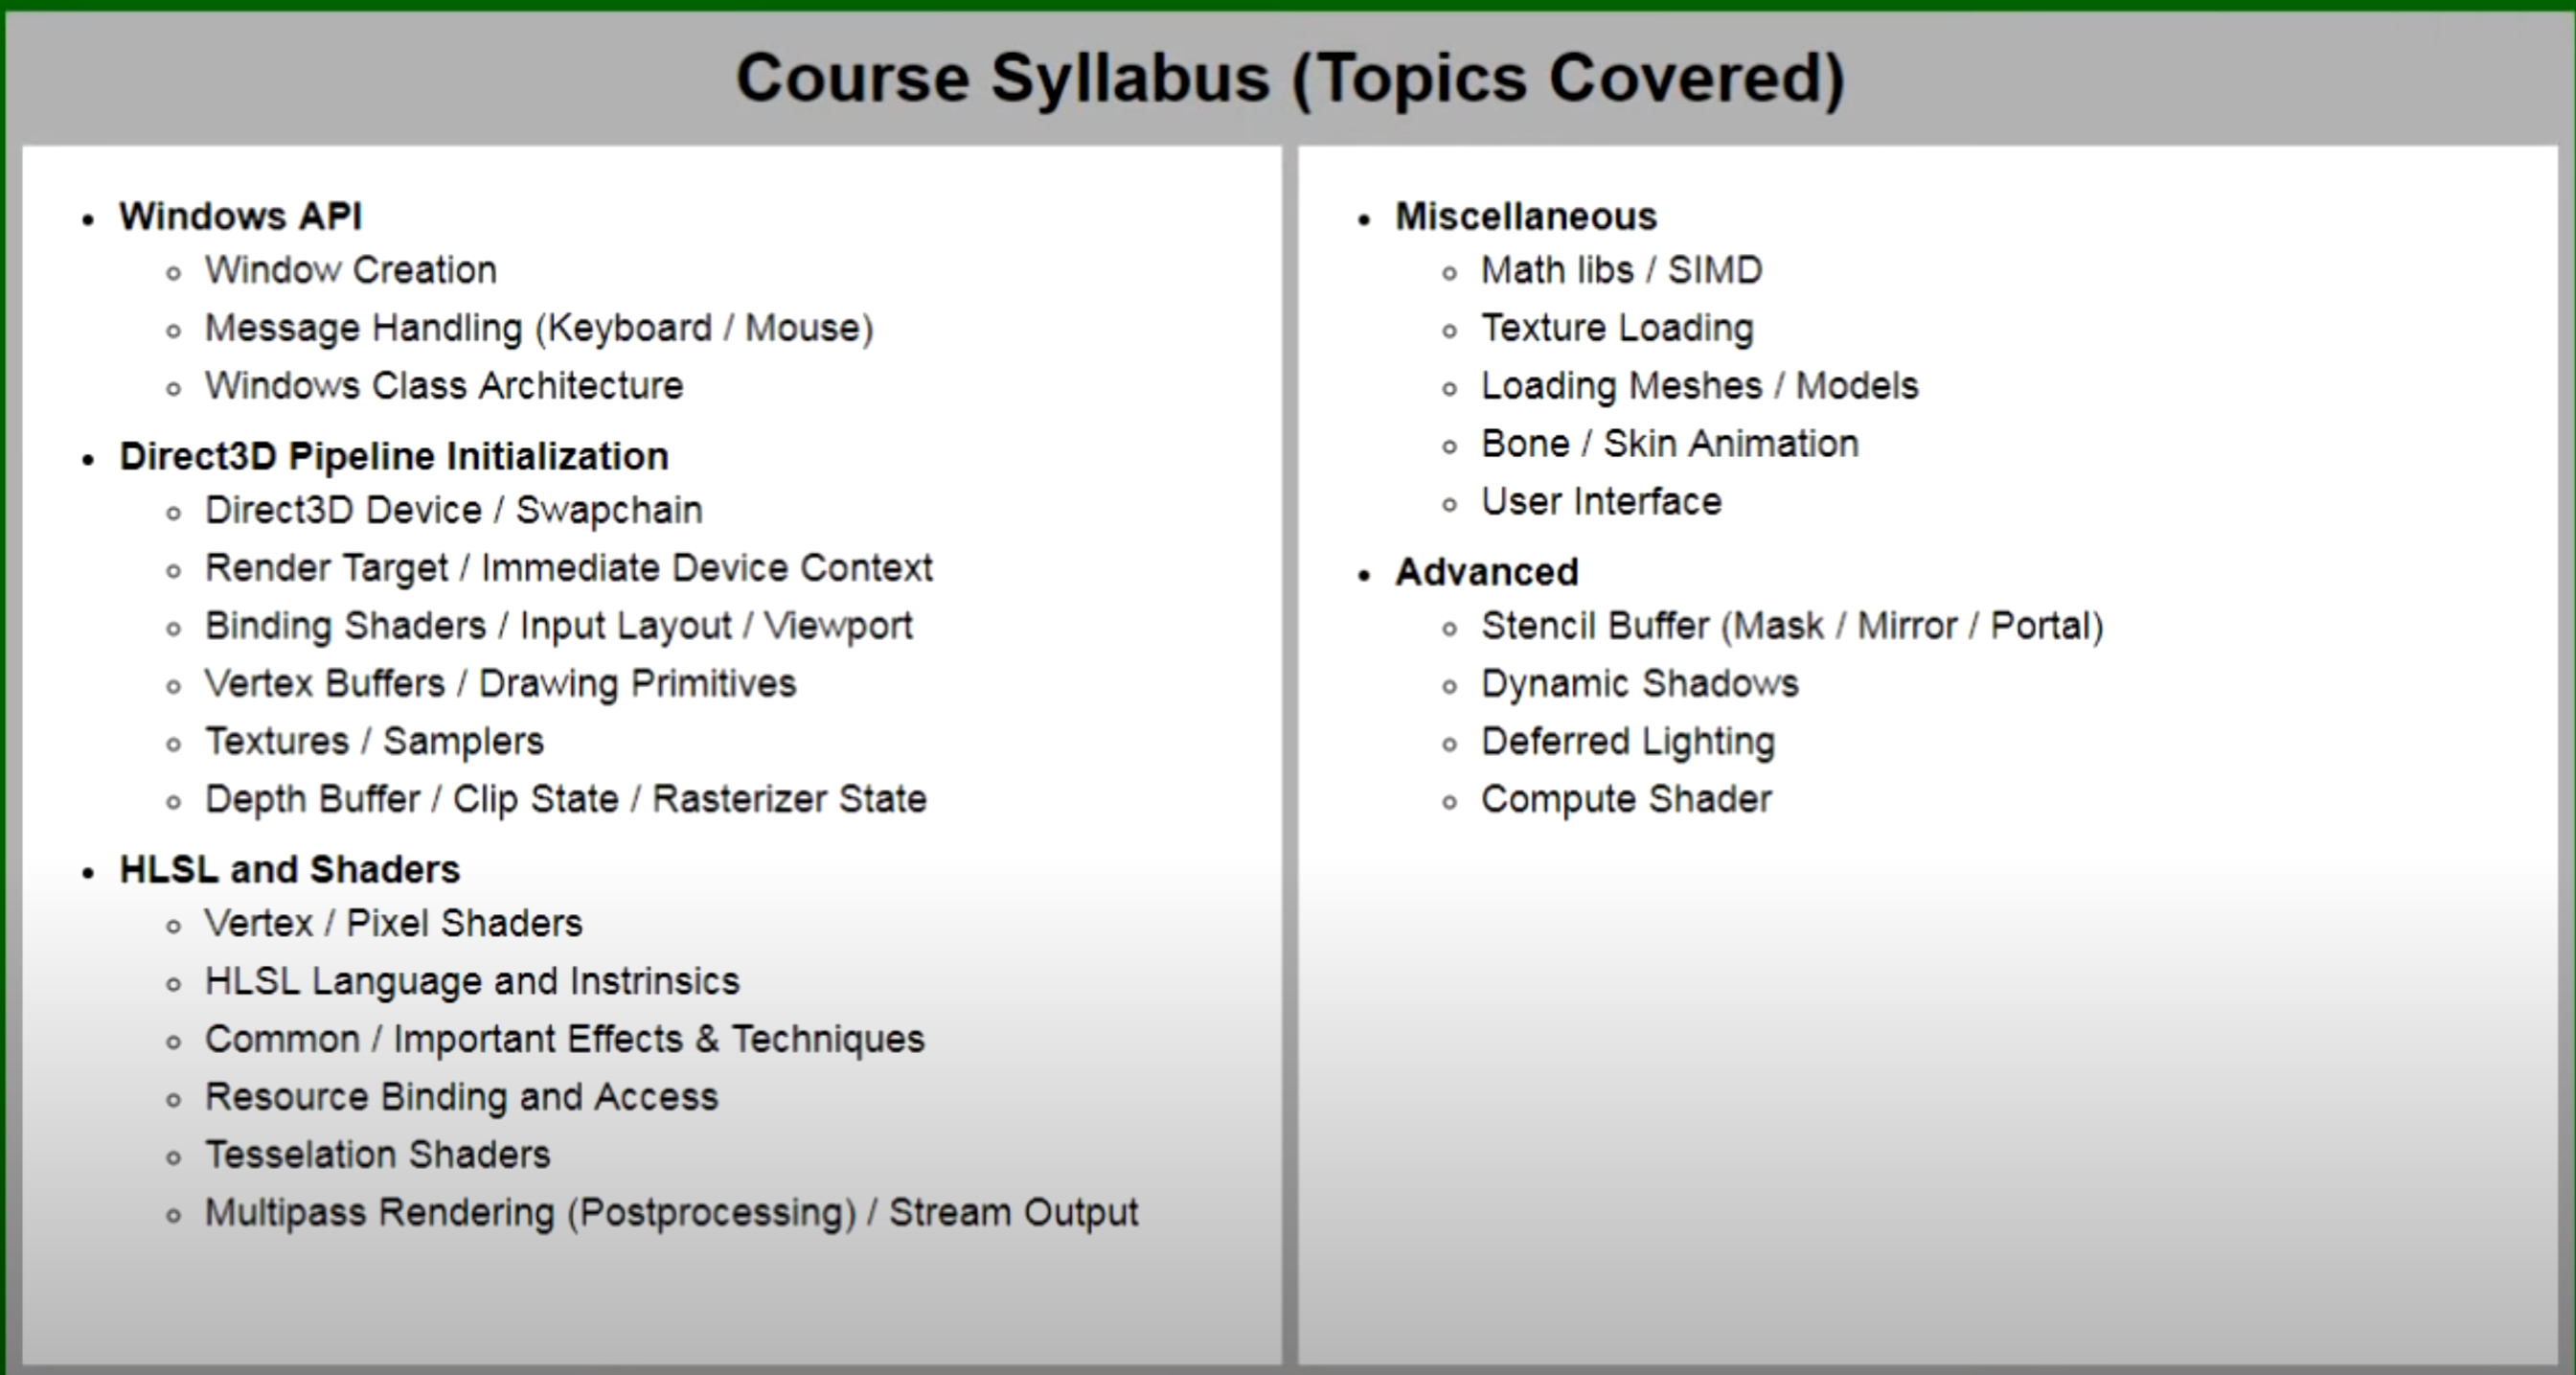 Course Syllabus (Topics Covered)
• Windows API
◦ Window Creation
◦ Message Handling (Keyboard / Mouse)
◦ Windows Class Architecture
• Direct3D Pipeline Initialization
◦ Direct3D Device / Swapchain
◦ Render Target / Immediate Device Context
◦ Binding Shaders / Input Layout / Viewport
◦ Vertex Buffers / Drawing Primitives
◦ Textures / Samplers
◦ Depth Buffer / Clip State / Rasterizer State
• HLSL and Shaders
◦ Vertex / Pixel Shaders
◦ HLSL Language and Instrinsics
◦ Common / Important Effects & Techniques
◦ Resource Binding and Access
◦ Tesselation Shaders
◦ Multipass Rendering (Postprocessing) / Stream Output
• Miscellaneous
◦ Math libs / SIMD
◦ Texture Loading
◦ Loading Meshes / Models
◦ Bone / Skin Animation
◦ User Interface
• Advanced
◦ Stencil Buffer (Mask / Mirror / Portal)
◦ Dynamic Shadows
◦ Deferred Lighting
◦ Compute Shader